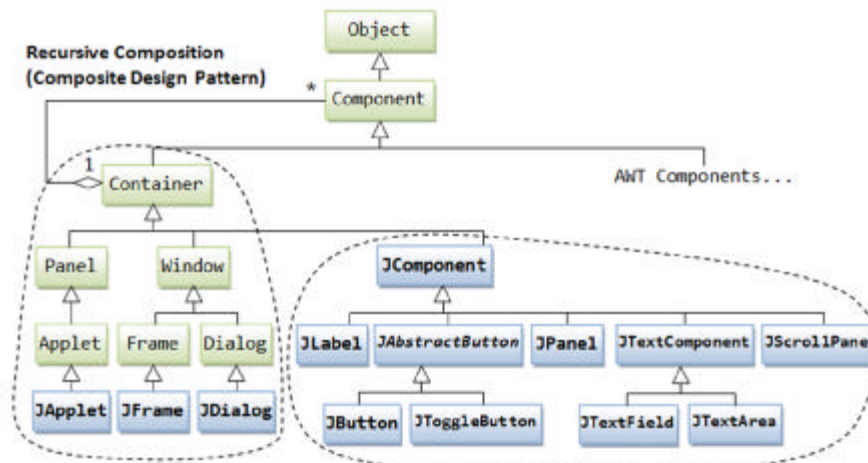 Object
Recursive Composition
(Composite Design Pattern)
*
Component
1
Container
AWT Components...
Panel
Window
JComponent
Applet
Frame
Dialog
JLabel
JAbstractButton
JPanel
JTextComponent
JScrollPane
JApplet
JFrame
JDialog
JButton
JToggleButton
JTextField
JTextArea